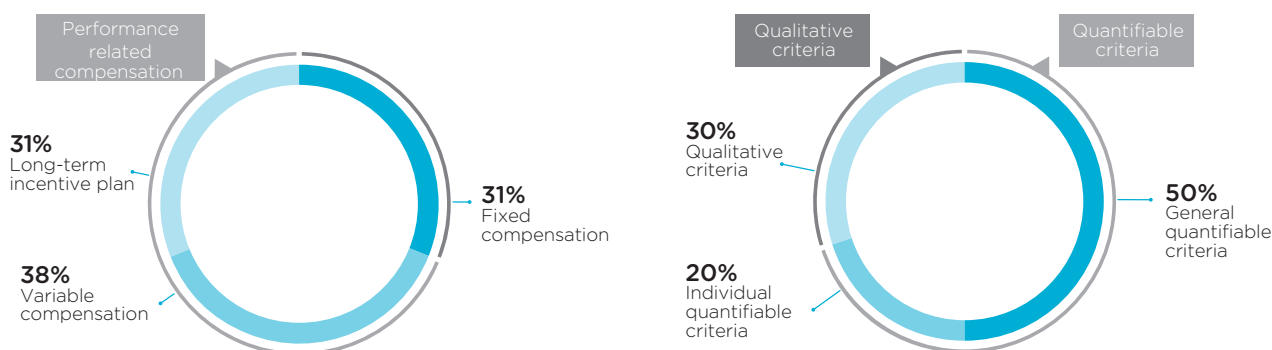 Performance
related
compensation
31%
Long-term
incentive plan
31%
Fixed
compensation
38%
Variable
compensation
Qualitative
criteria
Quantifiable
criteria
30%
Qualitative
criteria
50%
General
quantifiable
criteria
20%
Individual
quantifiable
criteria